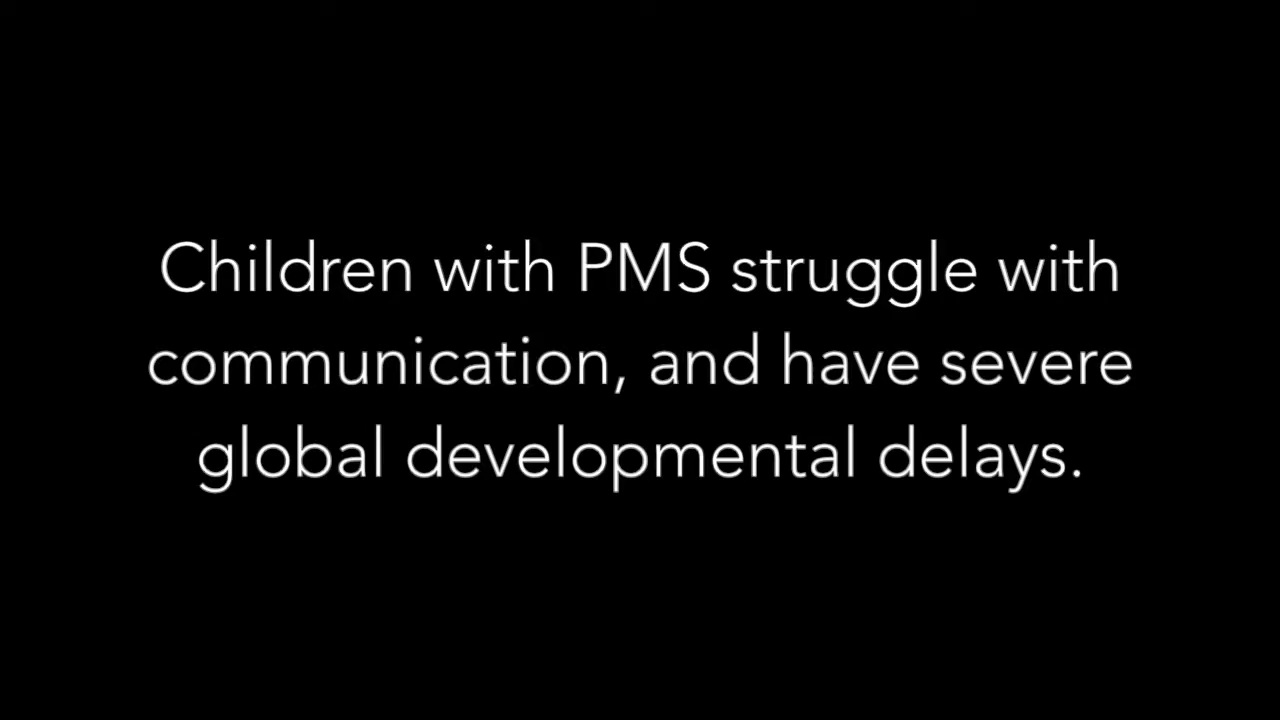 Children with PMS struggle with
communication, and have severe
global developmental delays.